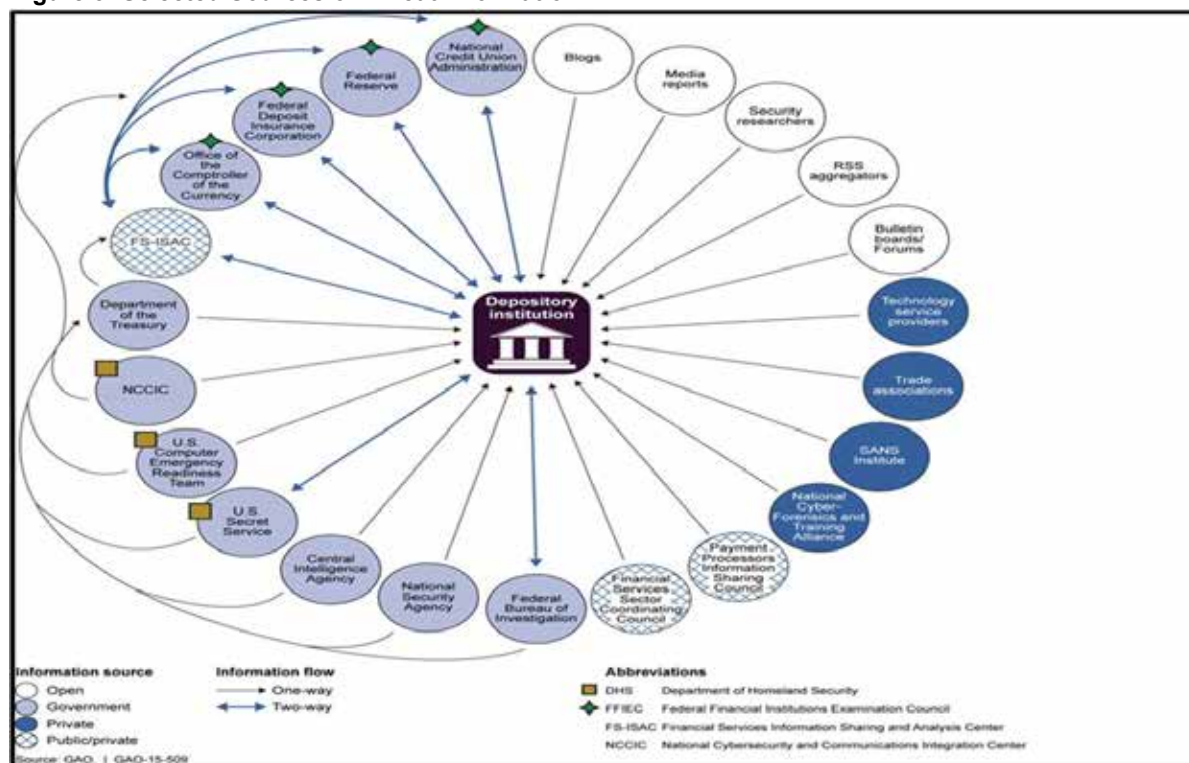 National
Credit Union
Administration
Federal
Reserve
Federal
Deposit
Insurance
Corporation
Office of
the
Comptroller
of the
Currency
FS-ISAC
Department
of the
Treasury
NCCIC
U.S.
Computer
Emergency
Readiness
Team
U.S
Secret
Service
Central
Intelligence
Agency
National
Security
Agency
Federal
Bureau of
Investigation
Financial
Services
Sector
Coordinating
Council
Payment
Processors
Information
Sharing
Council
National
Cyber-
Forensics and
Training
Alliance
SANS
Institute
Trade
associations
Technology
service
providers
Bulletin
boards/
Forums
RSS
aggregators
Security
researchers
Media
reports
Blogs
Depository
institution
Information source
Open
Government
Private
Public/private
Information flow
One-way
Two-way
Abbreviations
DHS Department of Homeland Security
FFIEC Federal Financial Institutions Examination Council
FS-ISAC Financial Services Information Sharing and Analysis Center
NCCIC National Cybersecurity and Communications Integration Center
Source: GAO. | GAO-15-509